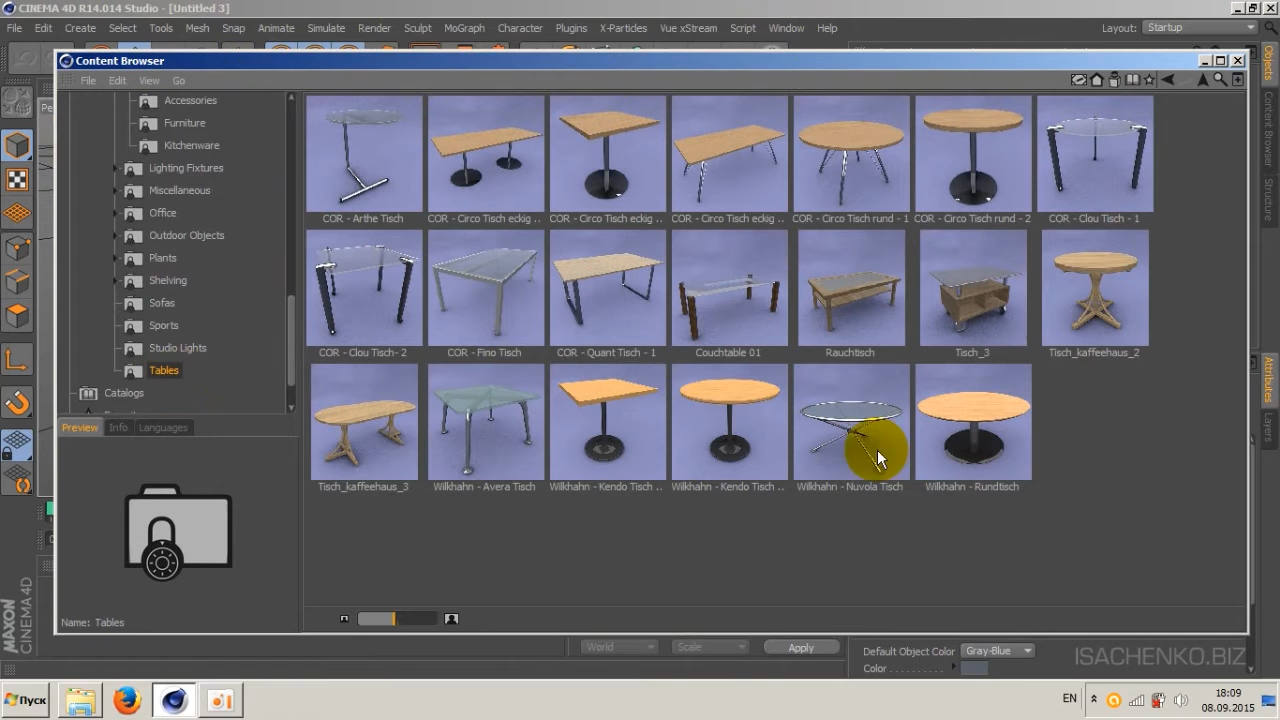 CINEMA 4D R14.014 Studio - [Untitled 3]
File Edit Create Select Tools Mesh Snap Animate Simulate Render Sculpt MoGraph Character Plugins X-Particles Vue xStream Script Window Help Layout: Startup
Content Browser
File Edit View Go
Accessories
Furniture
Kitchenware
Lighting Fixtures
Miscellaneous
Office
Outdoor Objects
Plants
Shelving
Sofas
Sports
Studio Lights
Tables
Catalogs
COR - Arthe Tisch COR - Circo Tisch eckig .. COR - Circo Tisch eckig .. COR - Circo Tisch eckig .. COR - Circo Tisch rund - 1 COR - Circo Tisch rund - 2 COR - Clou Tisch - 1
COR - Clou Tisch- 2 COR - Fino Tisch COR - Quant Tisch - 1 Couchtable 01 Rauchtisch Tisch_3 Tisch_kaffeehaus_2
Tisch_kaffeehaus_3 Wilkhahn - Avera Tisch Wilkhahn - Kendo Tisch .. Wilkhahn - Kendo Tisch .. Wilkhahn - Nuvola Tisch Wilkhahn - Rundtisch
Preview Info Languages
Name: Tables
Objects
Content Browser
Structure
Attributes
Layers
MAXON
CINEMA 4D
World Scale Apply
Default Object Color Gray-Blue
Color
ISACHENKO.BIZ
Пуск
EN
18:09
08.09.2015